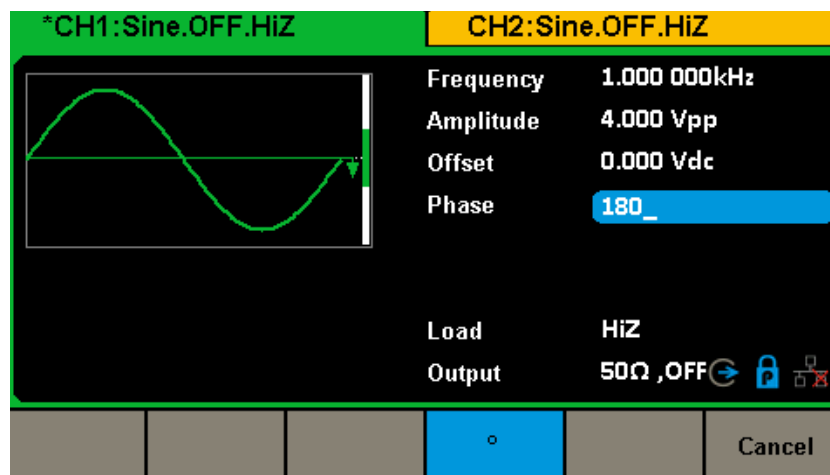 *CH1:Sine.OFF.HiZ CH2:Sine.OFF.HiZ
Frequency 1.000 000kHz
Amplitude 4.000 Vpp
Offset 0.000 Vdc
Phase 180_
Load HiZ
Output 50Ω ,OFF P
° Cancel